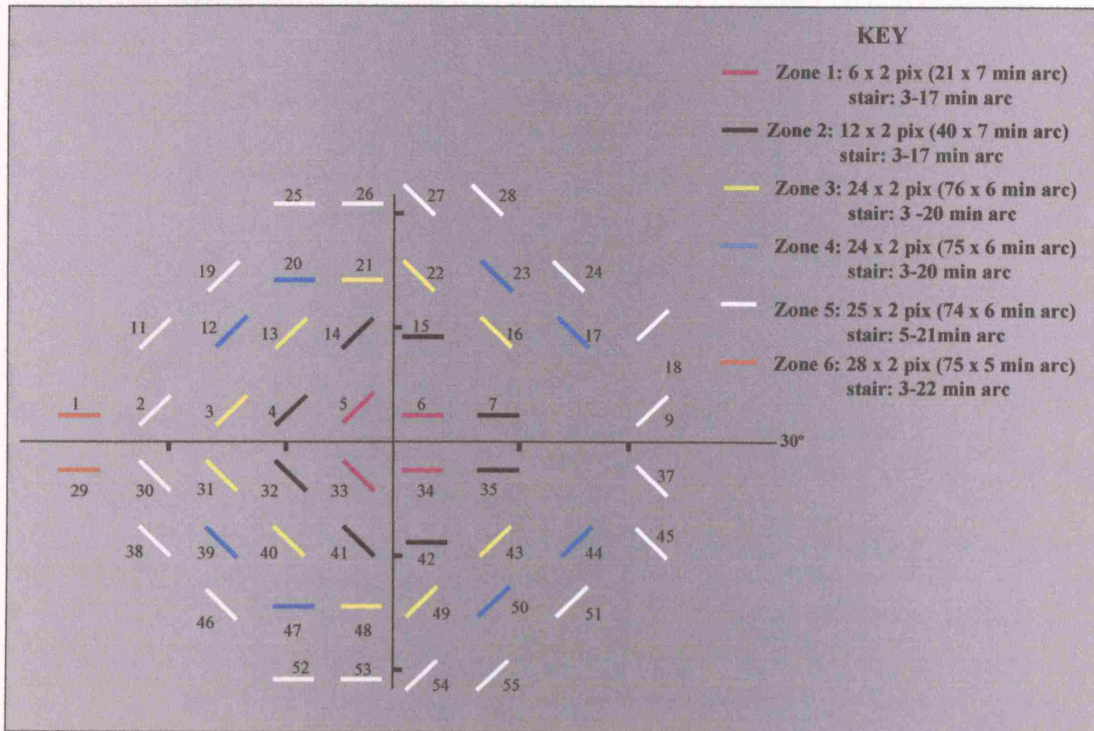 KEY
Zone 1: 6 x 2 pix (21 x 7 min arc)
stair: 3-17 min arc
Zone 2: 12 x 2 pix (40 x 7 min arc)
stair: 3-17 min arc
Zone 3: 24 x 2 pix (76 x 6 min arc)
stair: 3 -20 min arc
Zone 4: 24 x 2 pix (75 x 6 min arc)
stair: 3-20 min arc
Zone 5: 25 x 2 pix (74 x 6 min arc)
stair: 5-21min arc
Zone 6: 28 x 2 pix (75 x 5 min arc)
stair: 3-22 min arc
25 26 27 28
19 20 21 22 23 24
11 12 13 14 15 16 17 18
1 2 3 4 5 6 7 9
30º
29 30 31 32 33 34 35 37
38 39 40 41 42 43 44 45
46 47 48 49 50 51
52 53 54 55